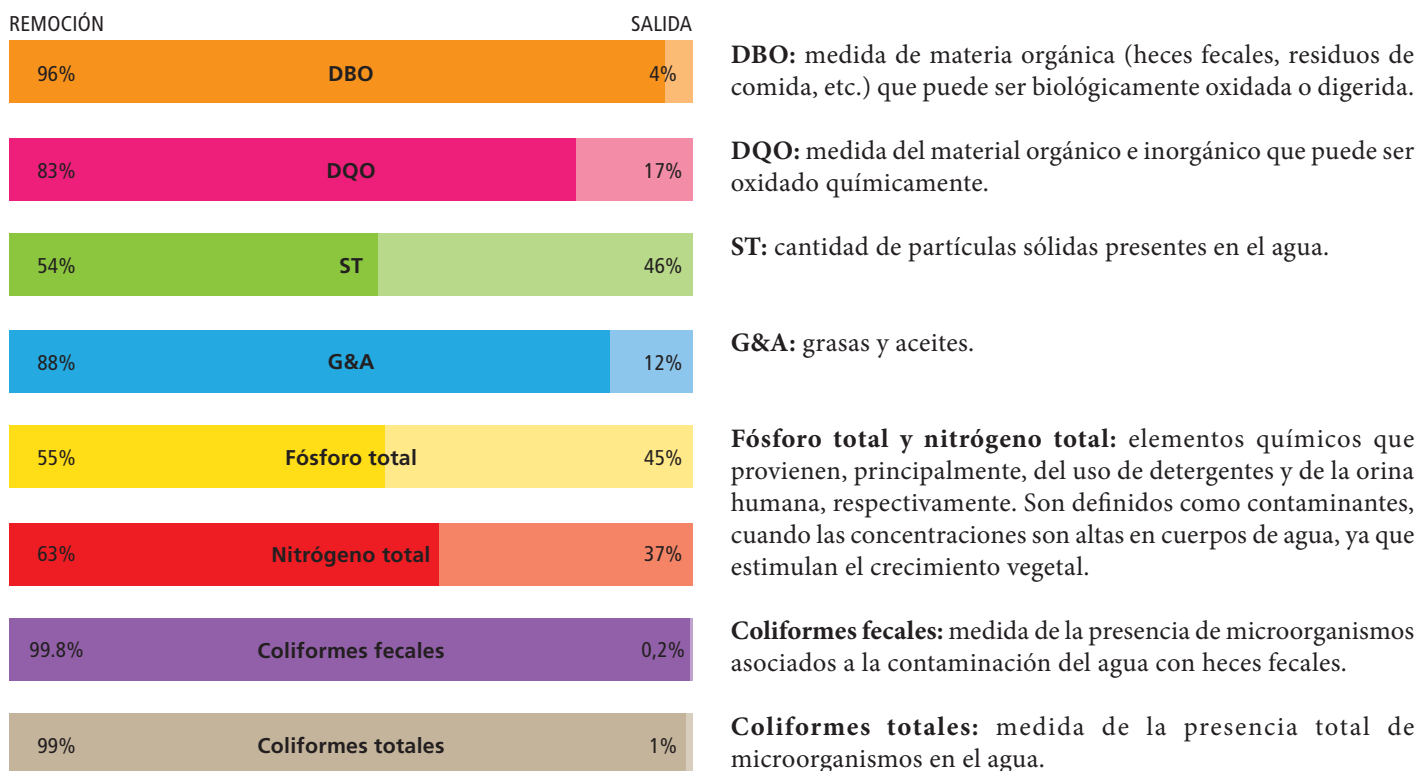 REMOCIÓN SALIDA
96% DBO 4%
DBO: medida de materia orgánica (heces fecales, residuos de
comida, etc.) que puede ser biológicamente oxidada o digerida.
83% DQO 17%
DQO: medida del material orgánico e inorgánico que puede ser
oxidado químicamente.
54% ST 46%
ST: cantidad de partículas sólidas presentes en el agua.
88% G&A 12%
G&A: grasas y aceites.
55% Fósforo total 45%
63% Nitrógeno total 37%
Fósforo total y nitrógeno total: elementos químicos que
provienen, principalmente, del uso de detergentes y de la orina
humana, respectivamente. Son definidos como contaminantes,
cuando las concentraciones son altas en cuerpos de agua, ya que
estimulan el crecimiento vegetal.
99.8% Coliformes fecales 0,2%
Coliformes fecales: medida de la presencia de microorganismos
asociados a la contaminación del agua con heces fecales.
99% Coliformes totales 1%
Coliformes totales: medida de la presencia total de
microorganismos en el agua.